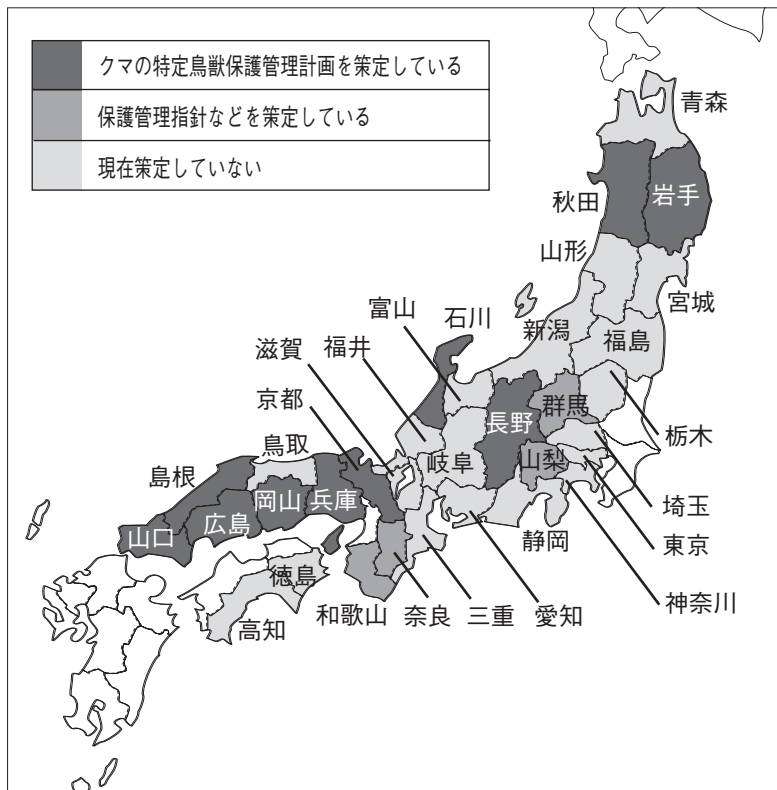 クマの特定鳥獣保護管理計画を策定している
保護管理指針などを策定している
現在策定していない
青森
秋田
岩手
山形
宮城
富山
石川
新潟
福島
滋賀
福井
京都
群馬
長野
栃木
鳥取
岐阜
山梨
島根
岡山
兵庫
埼玉
広島
静岡
東京
山口
徳島
神奈川
和歌山
奈良
三重
愛知
高知